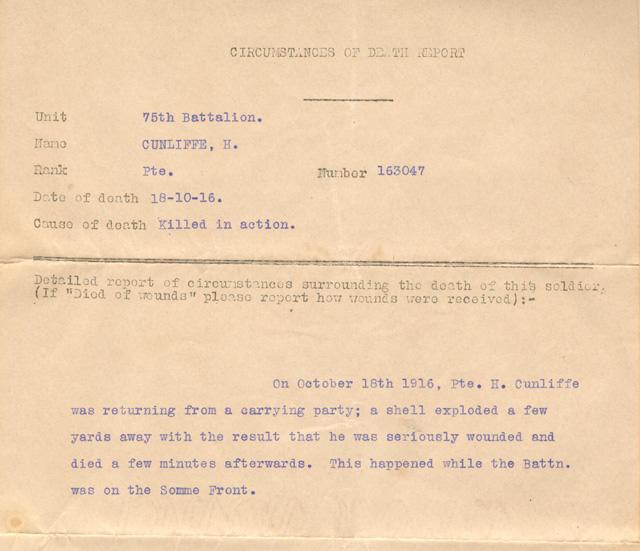 CIRCUMSTANCES OF DEATH REPORT
Unit 75th Battalion.
Name CUNLIFFE, H.
Rank Pte. Number 163047
Date of death 18-10-16.
Cause of death Killed in action.
Detailed report of circumstances surrounding the death of this soldier.
(If "Died of wounds" please report how wounds were received):-
On October 18th 1916, Pte. H. Cunliffe
was returning from a carrying party; a shell exploded a few
yards away with the result that he was seriously wounded and
died a few minutes afterwards. This happened while the Battn.
was on the Somme Front.